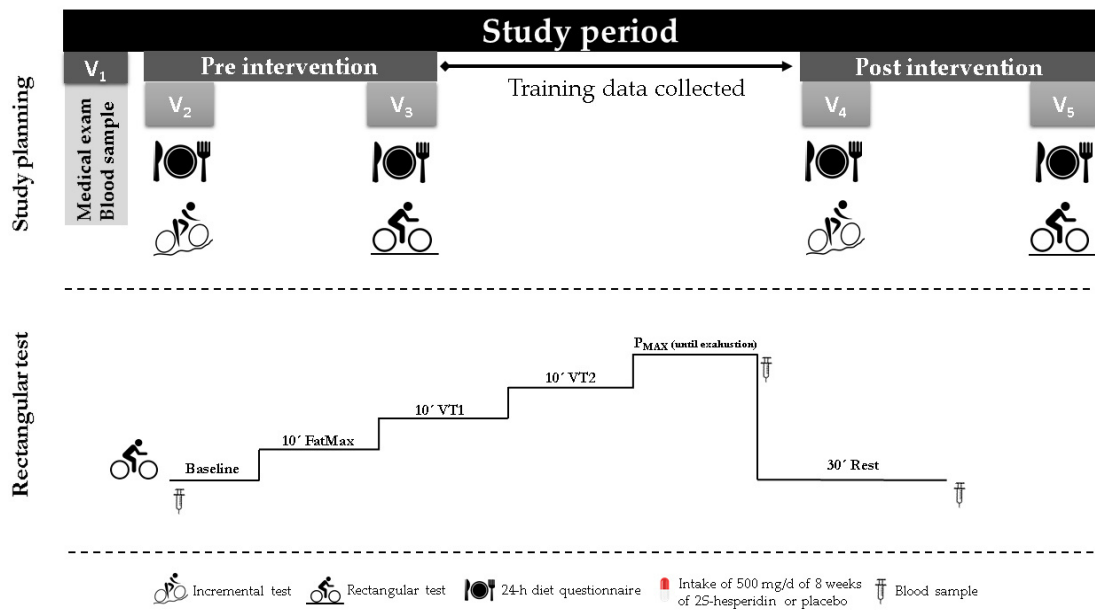 Study period
V1
Pre intervention
Post intervention
Training data collected
Study planning
Medical exam
Blood sample
V2
V3
V4
V5
Rectangular test
Baseline
10´ FatMax
10´ VT1
10´ VT2
PMAX (until exahustion)
30´ Rest
Incremental test
Rectangular test
24-h diet questionnaire
Intake of 500 mg/d of 8 weeks
of 2S-hesperidin or placebo
Blood sample